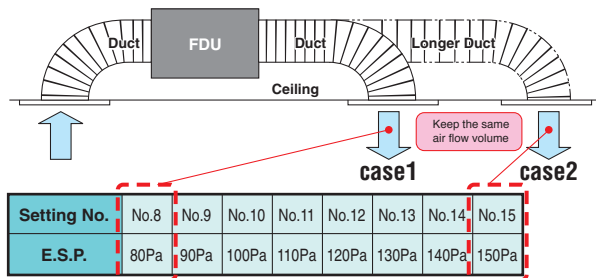 Duct FDU Duct Longer Duct
Ceiling
Keep the same
air flow volume
case1 case2
Setting No. No.8 No.9 No.10 No.11 No.12 No.13 No.14 No.15
E.S.P. 80Pa 90Pa 100Pa 110Pa 120Pa 130Pa 140Pa 150Pa